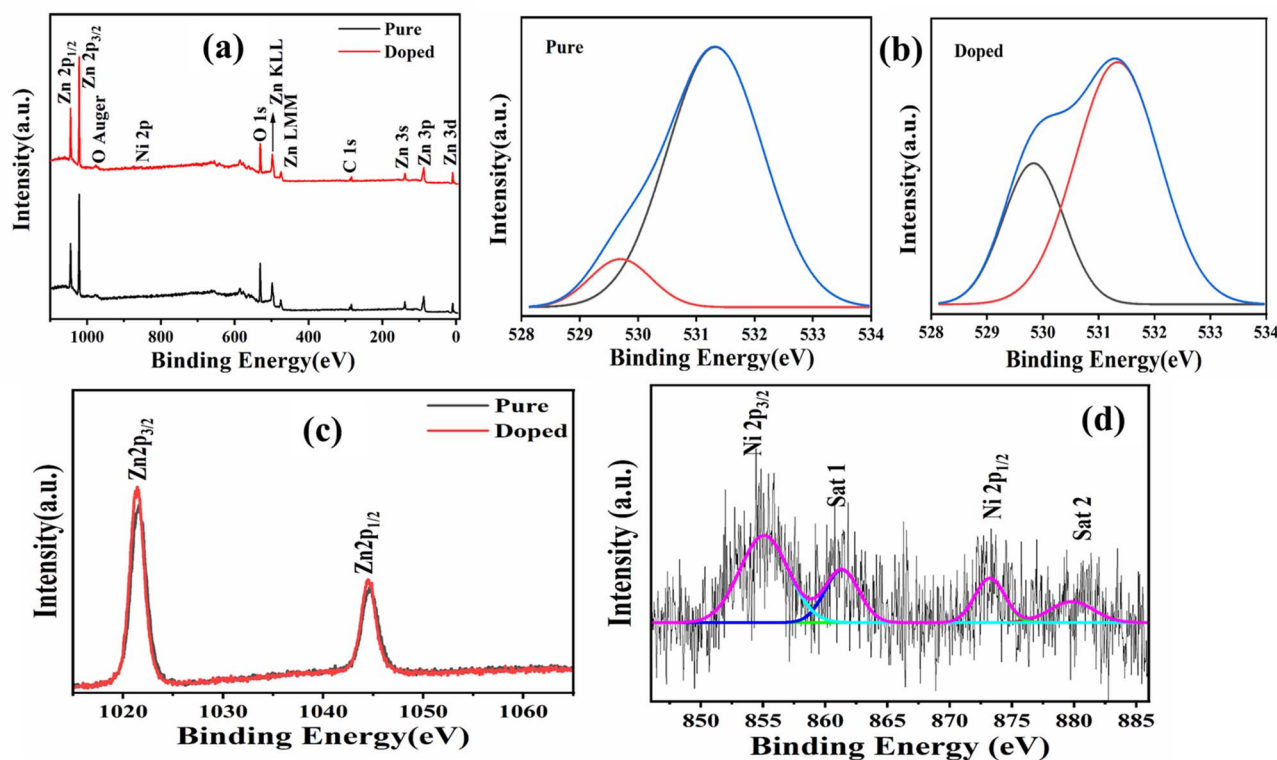 (a)
Pure
Doped
Zn 2p1/2
Zn 2p3/2
O Auger
Ni 2p
O 1s
Zn KLL
Zn LMM
C 1s
Zn 3s
Zn 3p
Zn 3d
Intensity(a.u.)
1000 800 600 400 200 0
Binding Energy(eV)
Pure
Intensity(a.u.)
528 529 530 531 532 533 534
Binding Energy(eV)
(b)
Doped
Intensity(a.u.)
528 529 530 531 532 533 534
Binding Energy(eV)
(c)
Pure
Doped
Zn2p3/2
Zn2p1/2
Intensity(a.u.)
1020 1030 1040 1050 1060
Binding Energy(eV)
(d)
Ni 2p3/2
Sat 1
Ni 2p1/2
Sat 2
Intensity (a.u.)
850 855 860 865 870 875 880 885
Binding Energy (eV)